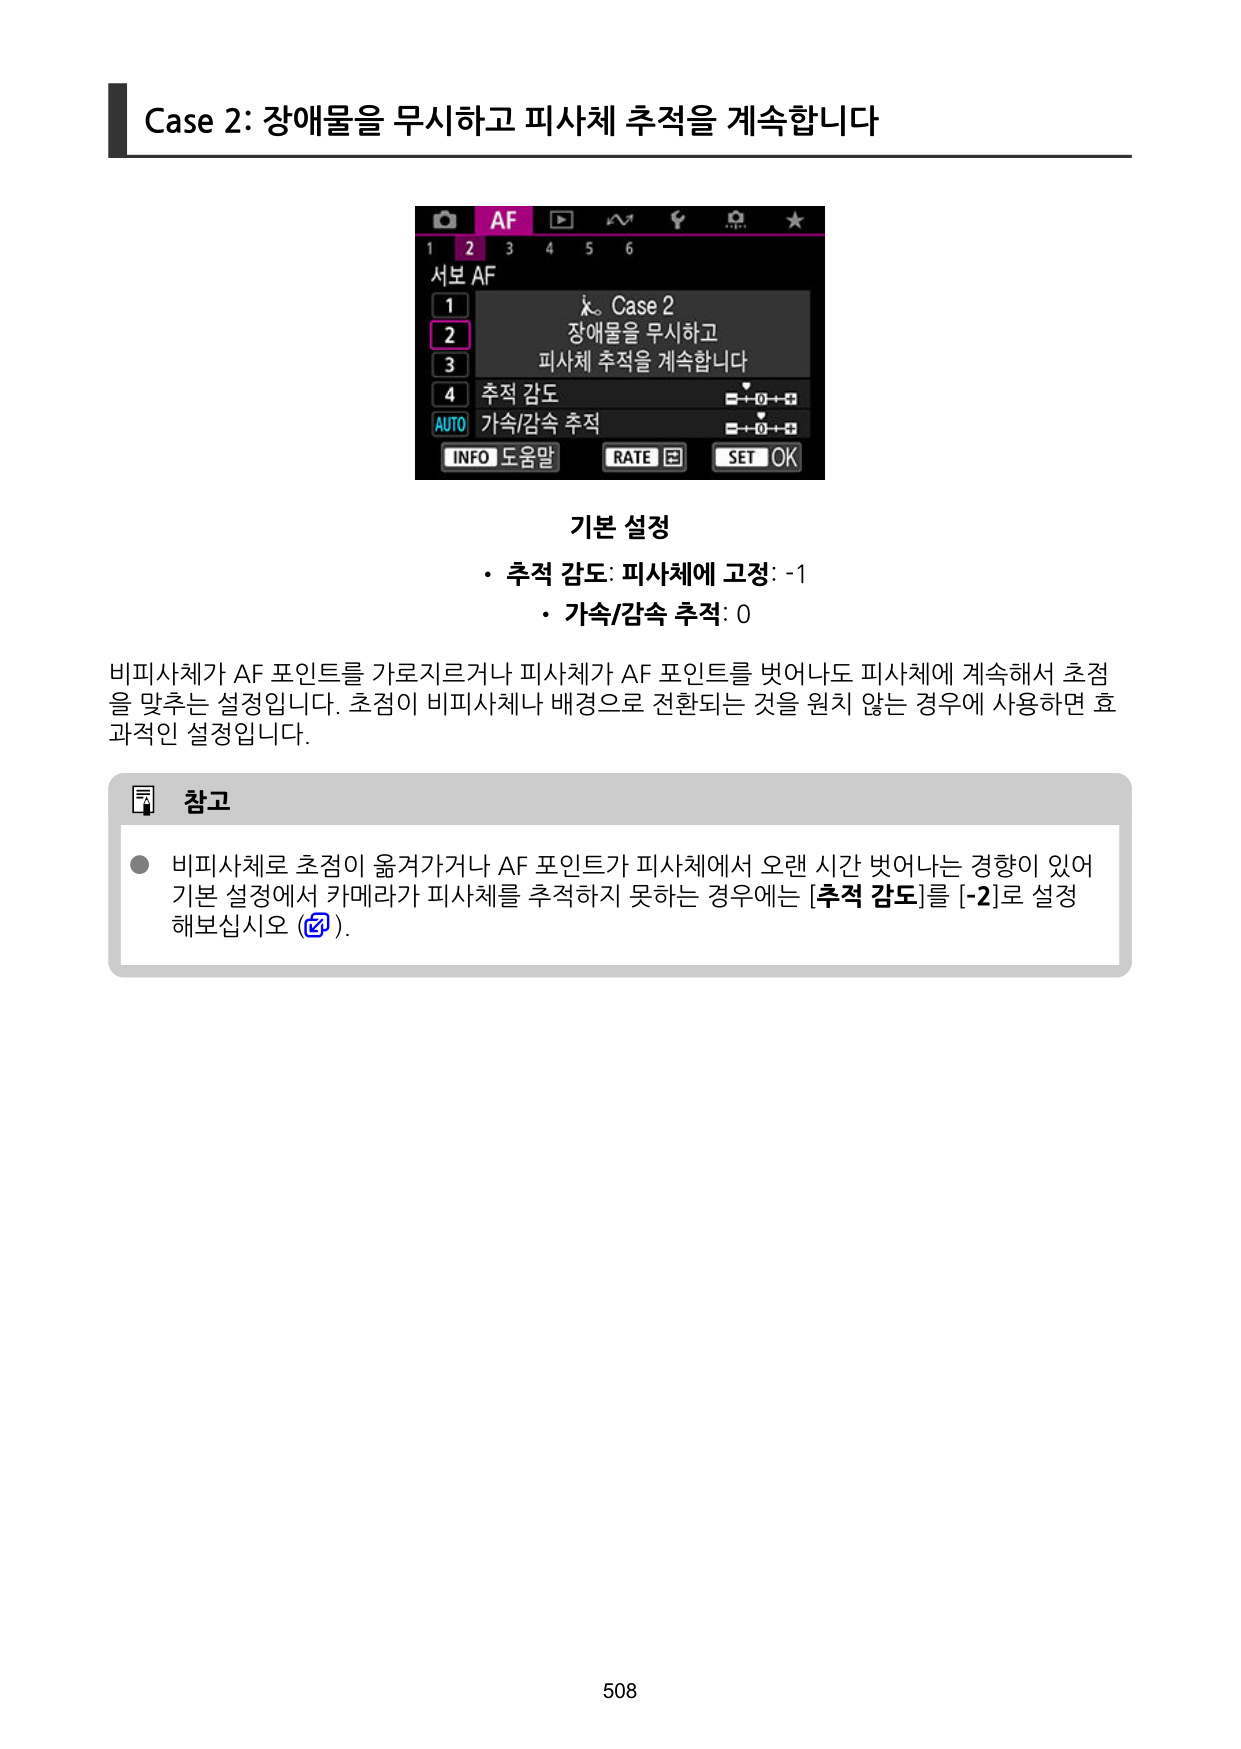 Case 2: 장애물을 무시하고 피사체 추적을 계속합니다
AF
1 2 3 4 5 6
서보 AF
1 Case 2
2 장애물을 무시하고
3 피사체 추적을 계속합니다
4 추적 감도 0
AUTO 가속/감속 추적 0
INFO 도움말 RATE SET OK
기본 설정
• 추적 감도: 피사체에 고정: -1
• 가속/감속 추적: 0
비피사체가 AF 포인트를 가로지르거나 피사체가 AF 포인트를 벗어나도 피사체에 계속해서 초점
을 맞추는 설정입니다. 초점이 비피사체나 배경으로 전환되는 것을 원치 않는 경우에 사용하면 효
과적인 설정입니다.
참고
● 비피사체로 초점이 옮겨가거나 AF 포인트가 피사체에서 오랜 시간 벗어나는 경향이 있어
기본 설정에서 카메라가 피사체를 추적하지 못하는 경우에는 [추적 감도]를 [-2]로 설정
해보십시오 ( ).
508